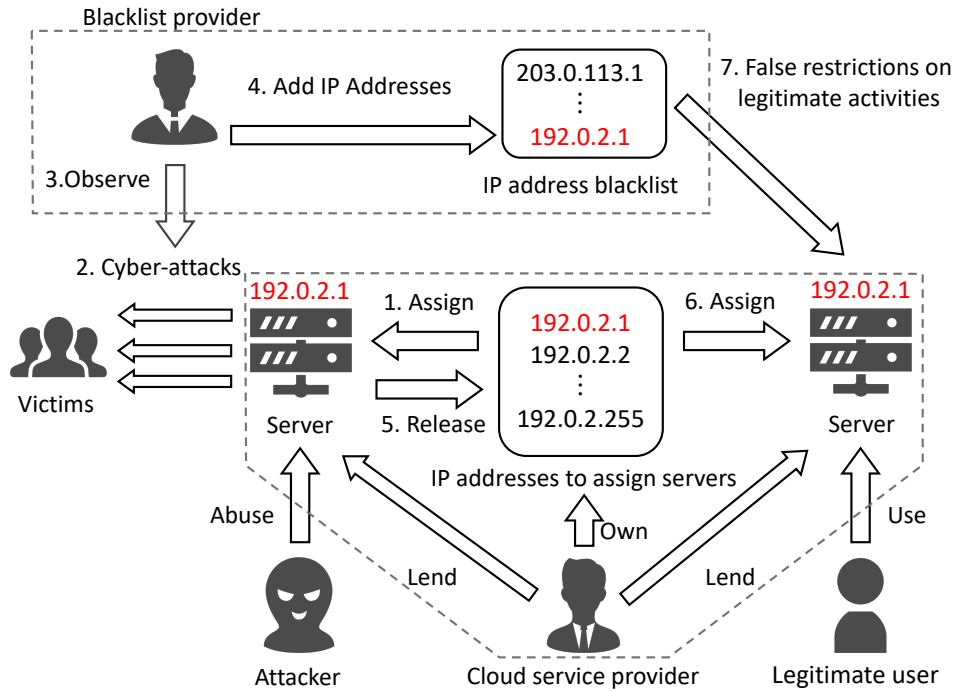 Blacklist provider
4. Add IP Addresses
203.0.113.1
⋮
192.0.2.1
IP address blacklist
7. False restrictions on
legitimate activities
3.Observe
2. Cyber-attacks
Victims
192.0.2.1
Server
1. Assign
5. Release
192.0.2.1
192.0.2.2
⋮
192.0.2.255
IP addresses to assign servers
6. Assign
192.0.2.1
Server
Abuse
Lend
Own
Lend
Use
Attacker
Cloud service provider
Legitimate user